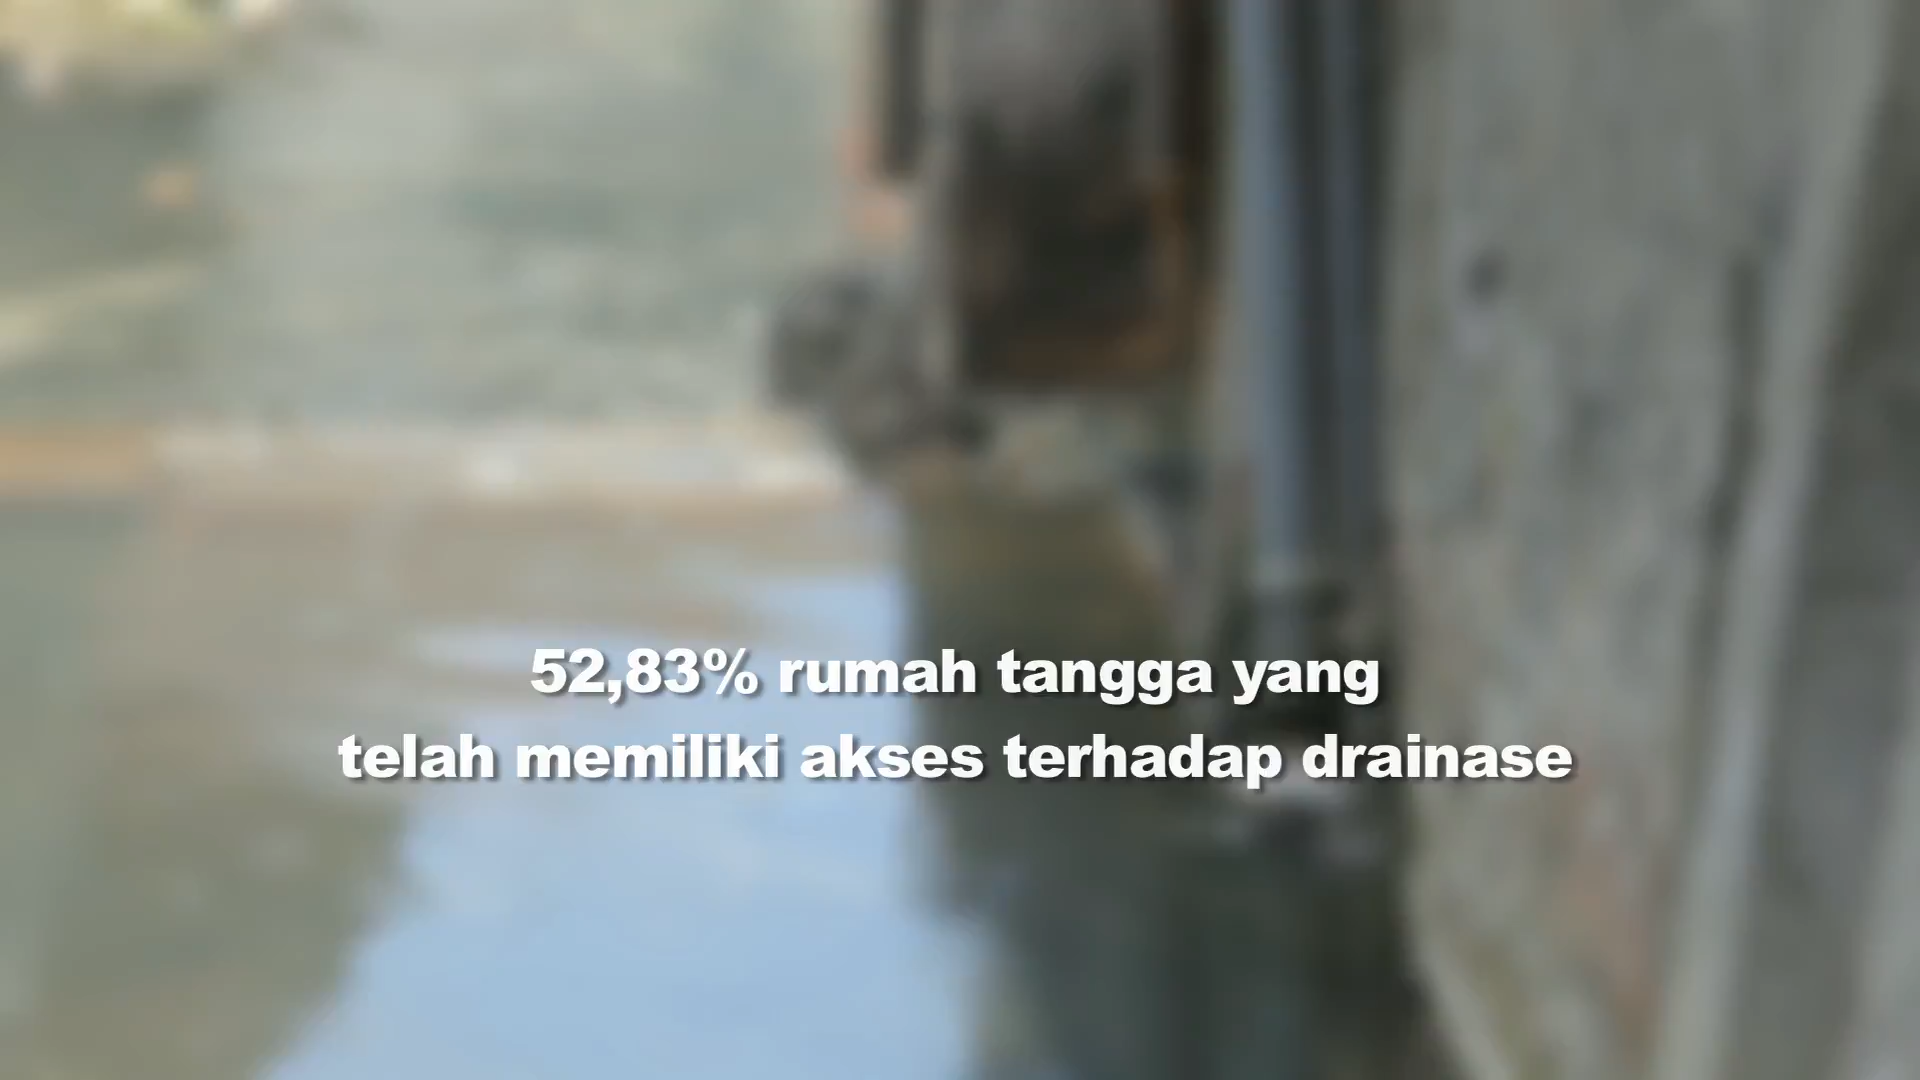 52,83% rumah tangga yang
telah memiliki akses terhadap drainase